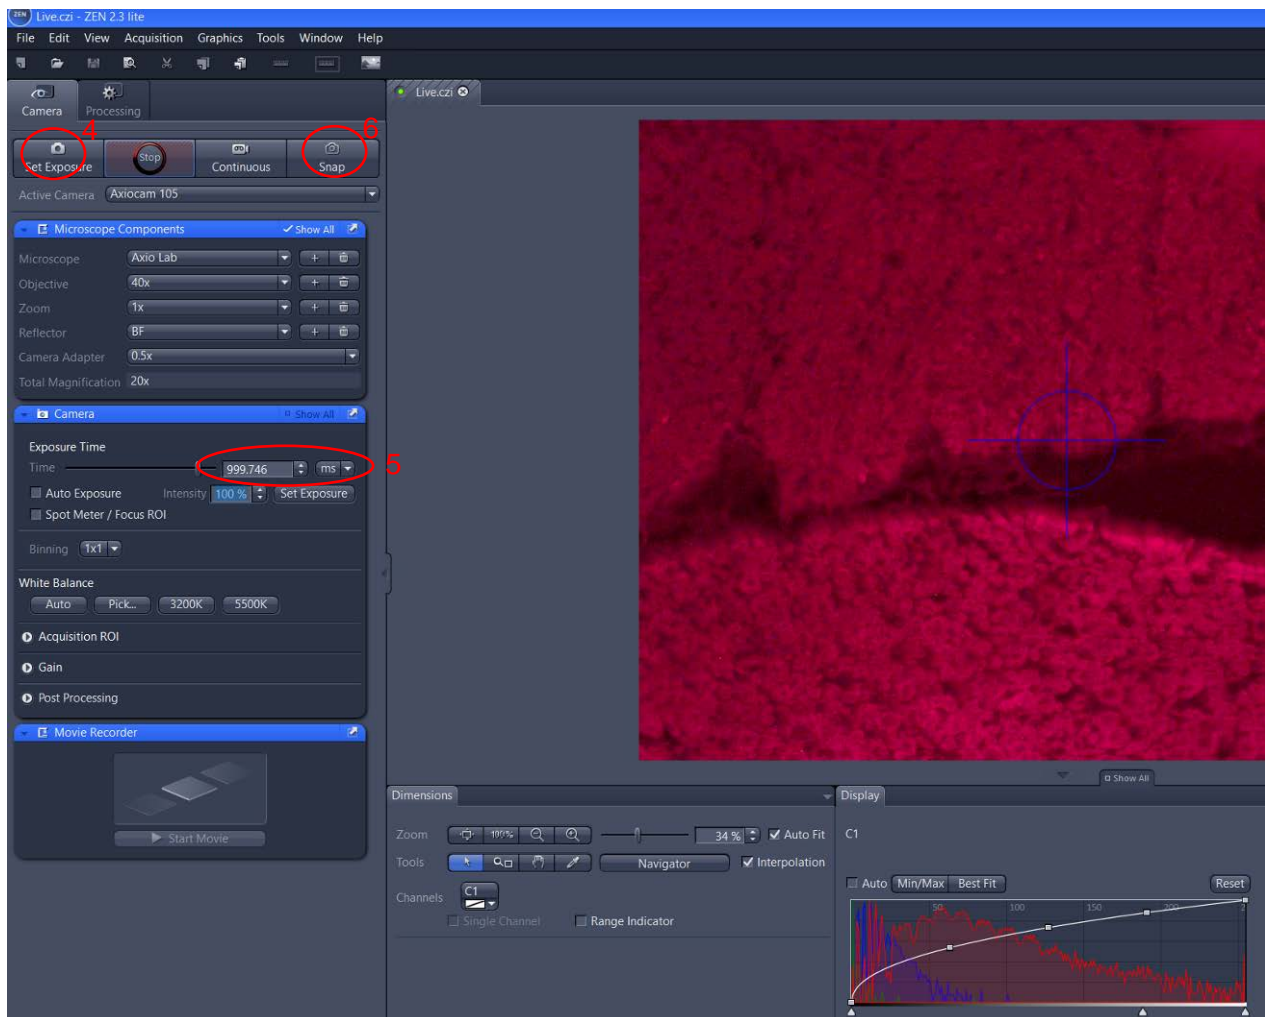 ZEN Live.czi - ZEN 2.3 lite
File Edit View Acquisition Graphics Tools Window Help
Camera Processing
Live.czi
4
6
Set Exposure Stop Continuous Snap
Active Camera Axiocam 105
Microscope Components Show All
Microscope Axio Lab
Objective 40x
Zoom 1x
Reflector BF
Camera Adapter 0.5x
Total Magnification 20x
Camera Show All
Exposure Time
Time 999.746 ms 5
Auto Exposure Intensity 100 % Set Exposure
Spot Meter / Focus ROI
Binning 1x1
White Balance
Auto Pick... 3200K 5500K
Acquisition ROI
Gain
Post Processing
Movie Recorder
Start Movie
Show All
Dimensions
Zoom 100% 34 % Auto Fit
Tools Navigator Interpolation
Channels C1
Single Channel Range Indicator
Display
C1
Auto Min/Max Best Fit Reset
50 100 150 200 2